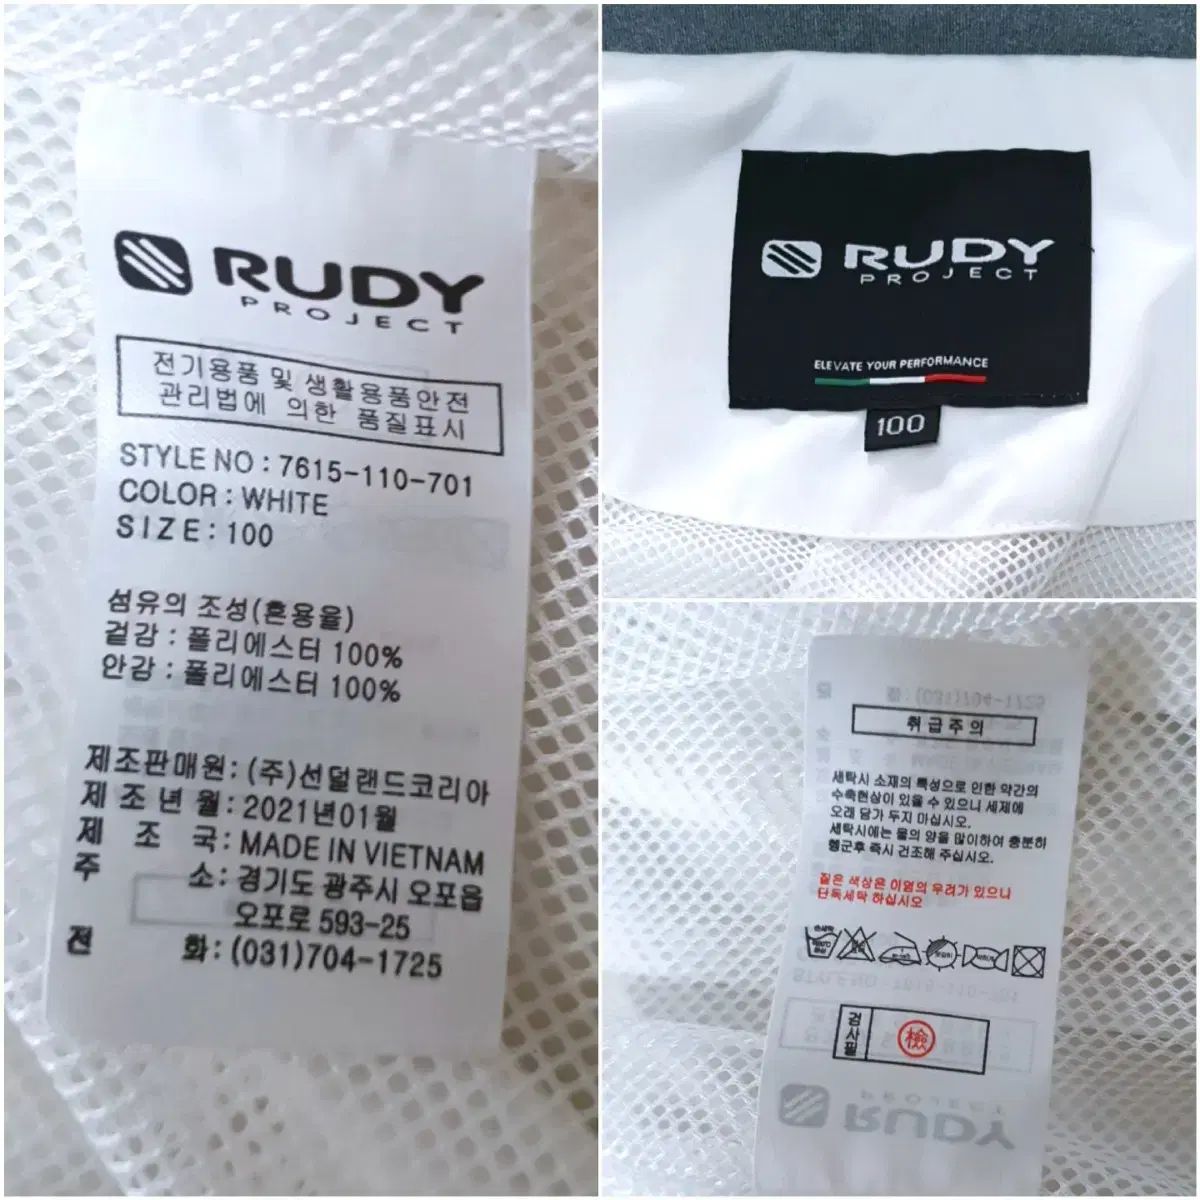 RUDY
PROJECT
전기용품 및 생활용품안전
관리법에 의한 품질표시
STYLE NO : 7615-110-701
COLOR : WHITE
SIZE : 100
섬유의 조성(혼용율)
겉감 : 폴리에스터 100%
안감 : 폴리에스터 100%
제조판매원 : (주)선덜랜드코리아
제조년월 : 2021년01월
제 조 국 : MADE IN VIETNAM
주 소 : 경기도 광주시 오포읍
오포로 593-25
전 화 : (031)704-1725
RUDY
PROJECT
ELEVATE YOUR PERFORMANCE
100
취급주의
세탁시 소재의 특성으로 인한 약간의
수축현상이 있을 수 있으니 세제에
오래 담가 두지 마십시오.
세탁시에는 물의 양을 많이하여 충분히
헹군후 즉시 건조해 주십시오.
짙은 색상은 이염의 우려가 있으니
단독세탁 하십시오
손세탁
검사필
檢